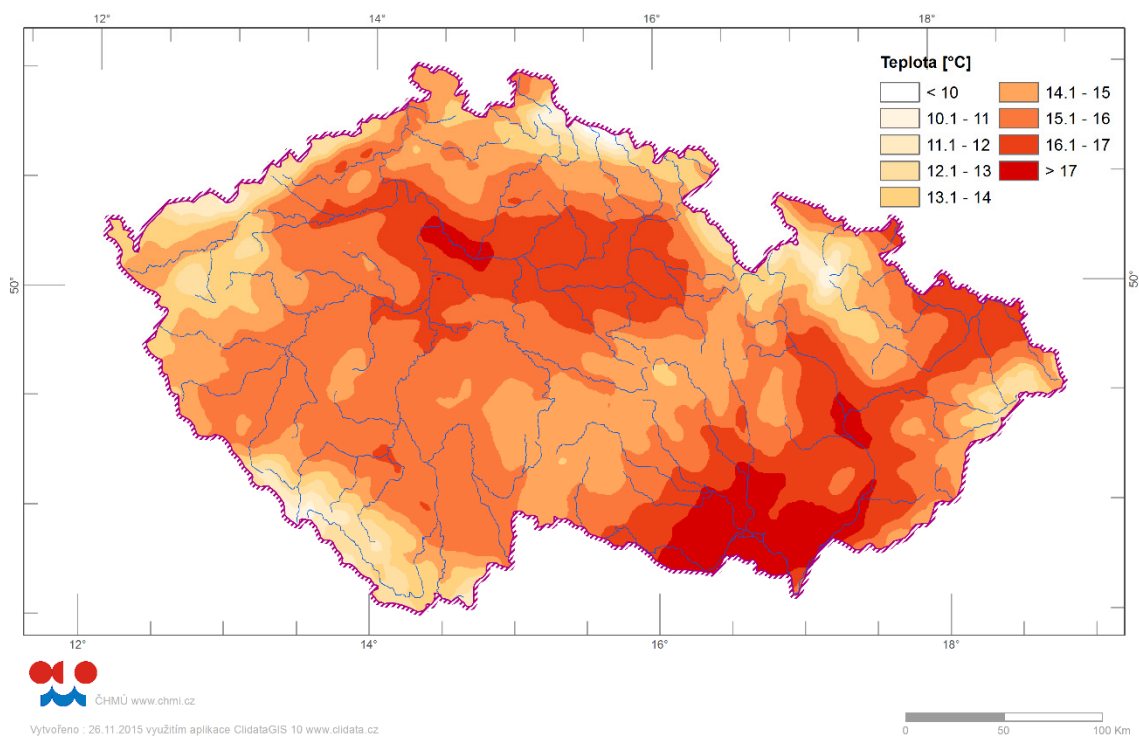 12° 14° 16° 18°
Teplota [°C]
< 10
10.1 - 11
11.1 - 12
12.1 - 13
13.1 - 14
14.1 - 15
15.1 - 16
16.1 - 17
> 17
50° 50°
12° 14° 16° 18°
ČHMÚ www.chmi.cz
Vytvořeno : 26.11.2015 využitím aplikace ClidataGIS 10 www.clidata.cz
0 50 100 Km